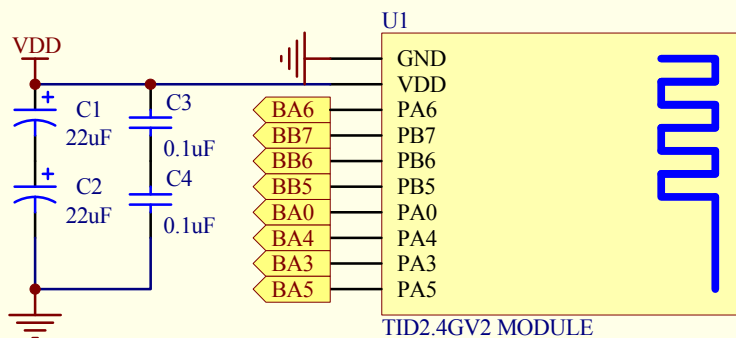 U1
VDD
GND
VDD
C1
22uF
C3
0.1uF
C2
22uF
C4
0.1uF
BA6 PA6
BB7 PB7
BB6 PB6
BB5 PB5
BA0 PA0
BA4 PA4
BA3 PA3
BA5 PA5
TID2.4GV2 MODULE